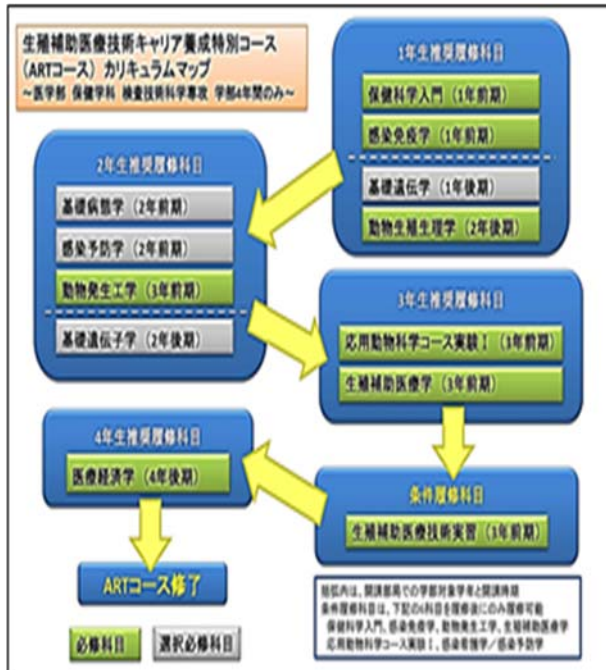 生殖補助医療技術キャリア養成特別コース
(ARTコース) カリキュラムマップ
～医学部 保健学科 検査技術科学専攻 学部4年間のみ～
1年生推奨履修科目
保健科学入門 (1年前期)
感染免疫学 (1年前期)
基礎遺伝学 (1年後期)
動物生殖生理学 (2年後期)
2年生推奨履修科目
基礎病態学 (2年前期)
感染予防学 (2年前期)
動物発生工学 (3年前期)
基礎遺伝子学 (2年後期)
3年生推奨履修科目
応用動物科学コース実験Ⅰ (3年前期)
生殖補助医療学 (3年前期)
条件履修科目
生殖補助医療技術実習 (3年前期)
4年生推奨履修科目
医療経済学 (4年後期)
ARTコース修了
必修科目
選択必修科目
括弧内は、開講部局での学部対象学年と開講時期
条件履修科目は、下記の6科目を履修後にのみ履修可能
保健科学入門、感染免疫学、動物発生工学、生殖補助医療学
応用動物科学コース実験Ⅰ、感染看護学/感染予防学